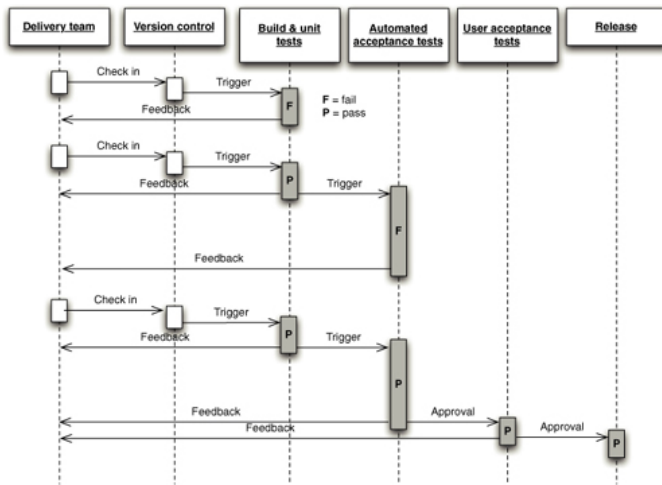 Delivery team
Version control
Build & unit
tests
Automated
acceptance tests
User acceptance
tests
Release
Check in
Trigger
Feedback
F
F = fail
P = pass
Check in
Trigger
Feedback
P
Trigger
F
Feedback
Check in
Trigger
Feedback
P
Trigger
P
Feedback
Approval
Feedback
P
Approval
P